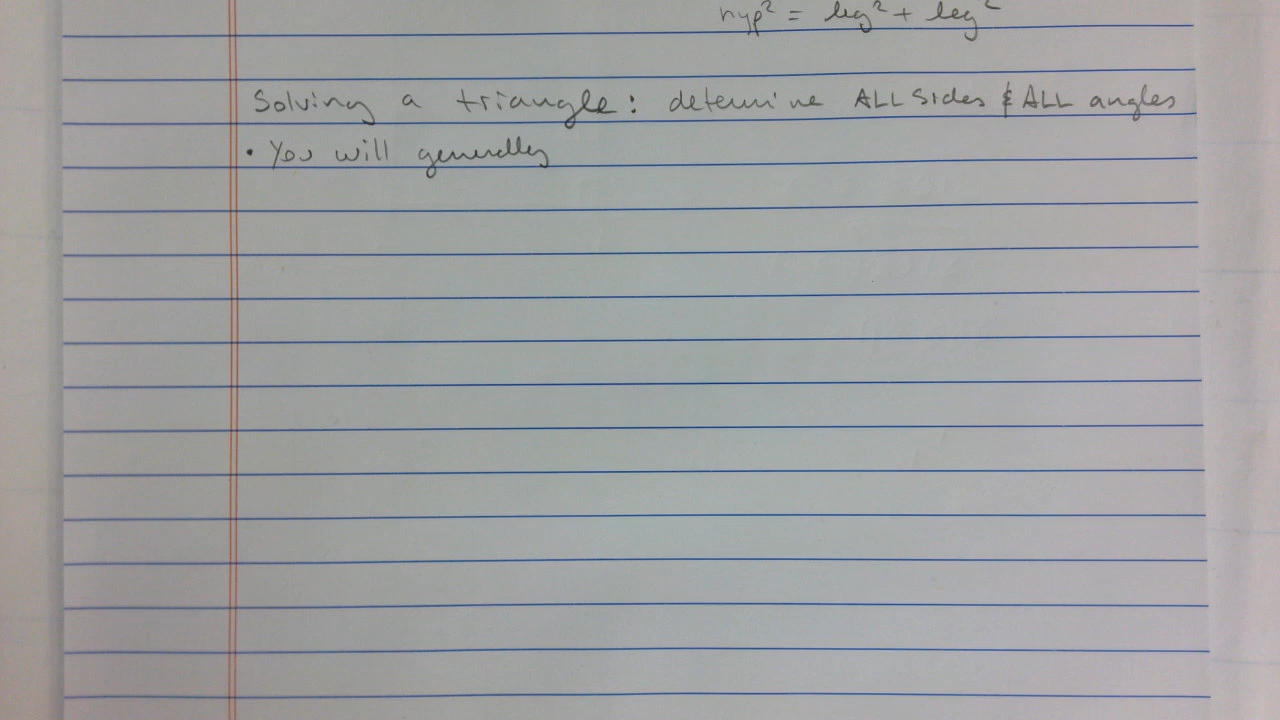 hyp² = leg² + leg²
Solving a triangle: determine ALL sides & ALL angles
• You will generally